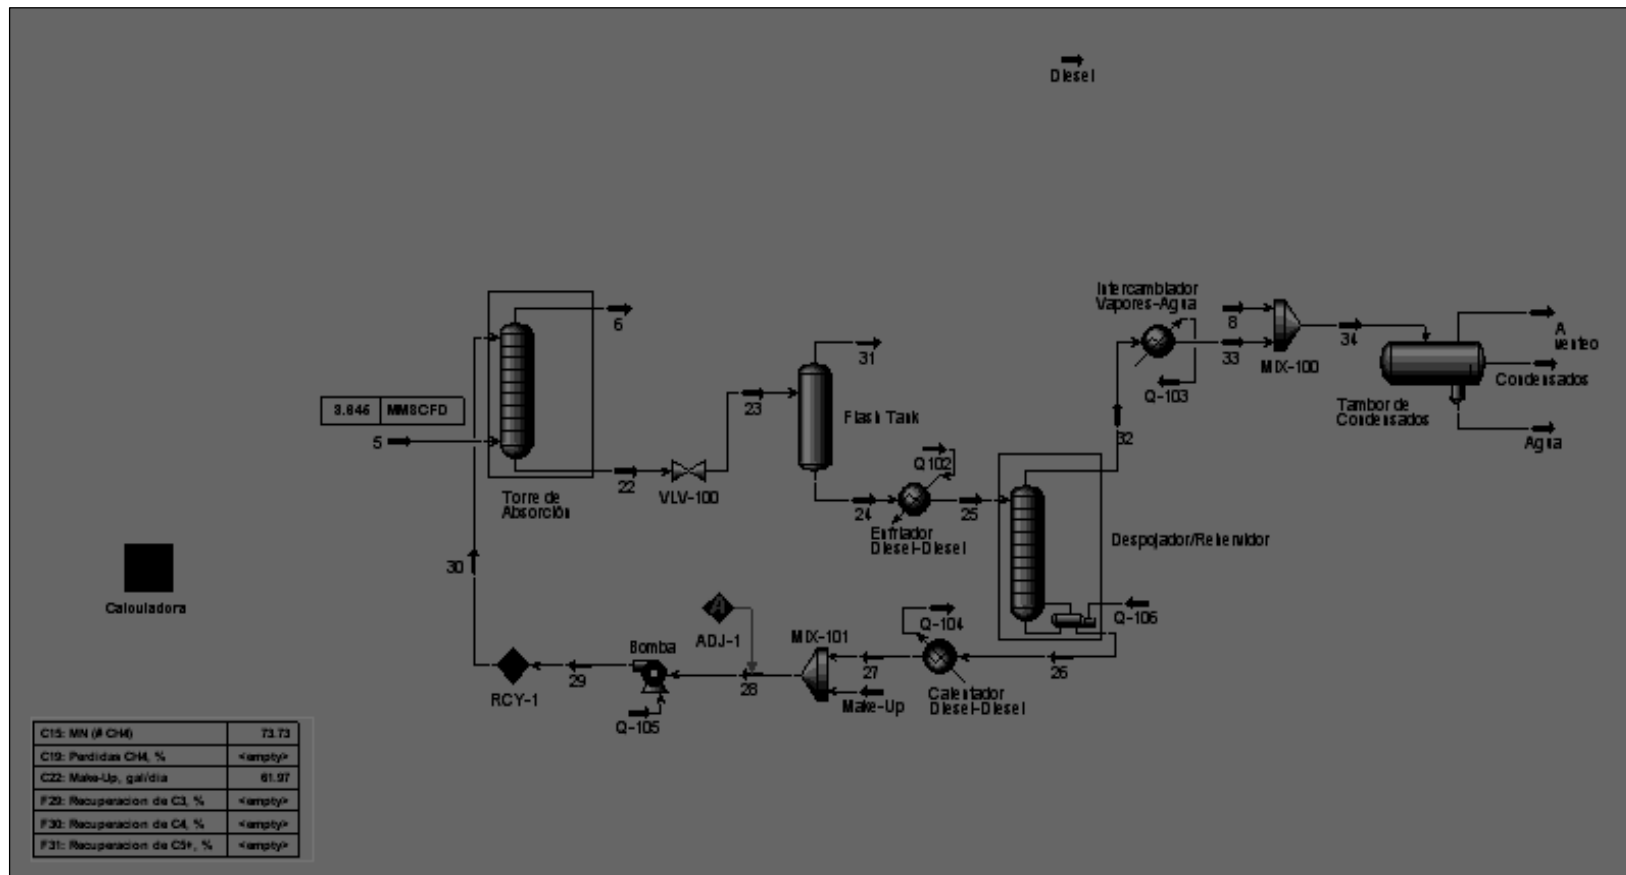 Diesel
Intercambiador
Vapores-Agua
6
8
33
34
MIX-100
A
venteo
Condensados
Tambor de
Condensados
Agua
31
Q-103
32
23
Flash Tank
3.645 MMSCFD
5
22
VLV-100
Q102
24
25
Enfriador
Diesel-Diesel
Torre de
Absorción
Despojador/Rehervidor
30
Calculadora
ADJ-1
MIX-101
Q-104
Q-106
Bomba
29
28
27
26
RCY-1
Make-Up
Calentador
Diesel-Diesel
Q-105
C15: MN (# CH4) 73.73
C19: Perdidas CH4, % <empty>
C22: Make-Up, gal/dia 61.97
F29: Recuperacion de C3, % <empty>
F30: Recuperacion de C4, % <empty>
F31: Recuperacion de C5+, % <empty>